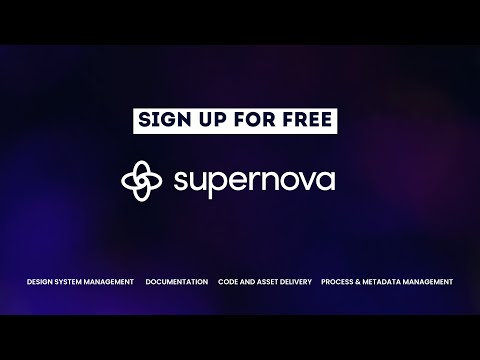 SIGN UP FOR FREE
supernova
DESIGN SYSTEM MANAGEMENT DOCUMENTATION CODE AND ASSET DELIVERY PROCESS & METADATA MANAGEMENT